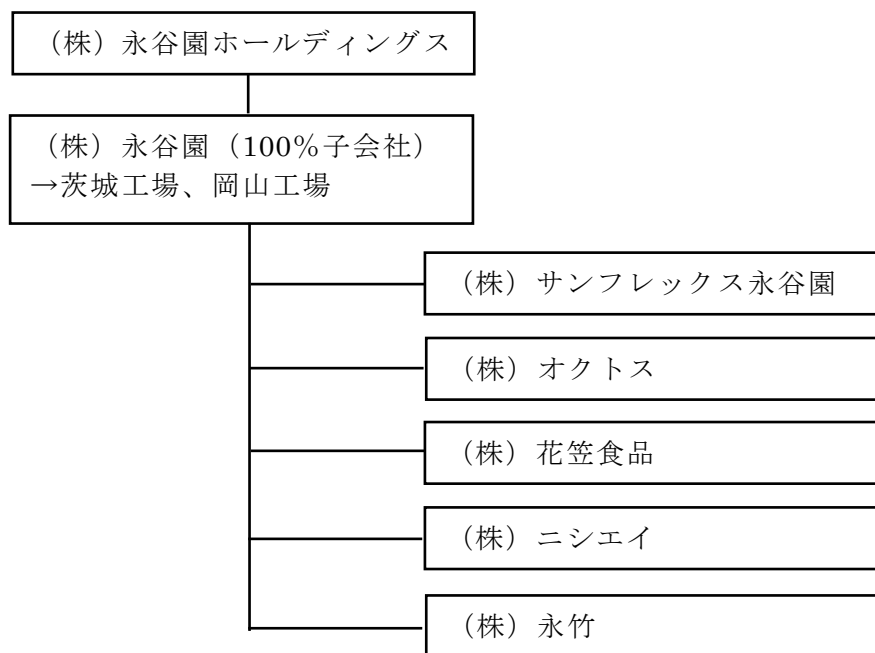 （株）永谷園ホールディングス
（株）永谷園（100％子会社）
→茨城工場、岡山工場
（株）サンフレックス永谷園
（株）オクトス
（株）花笠食品
（株）ニシエイ
（株）永竹